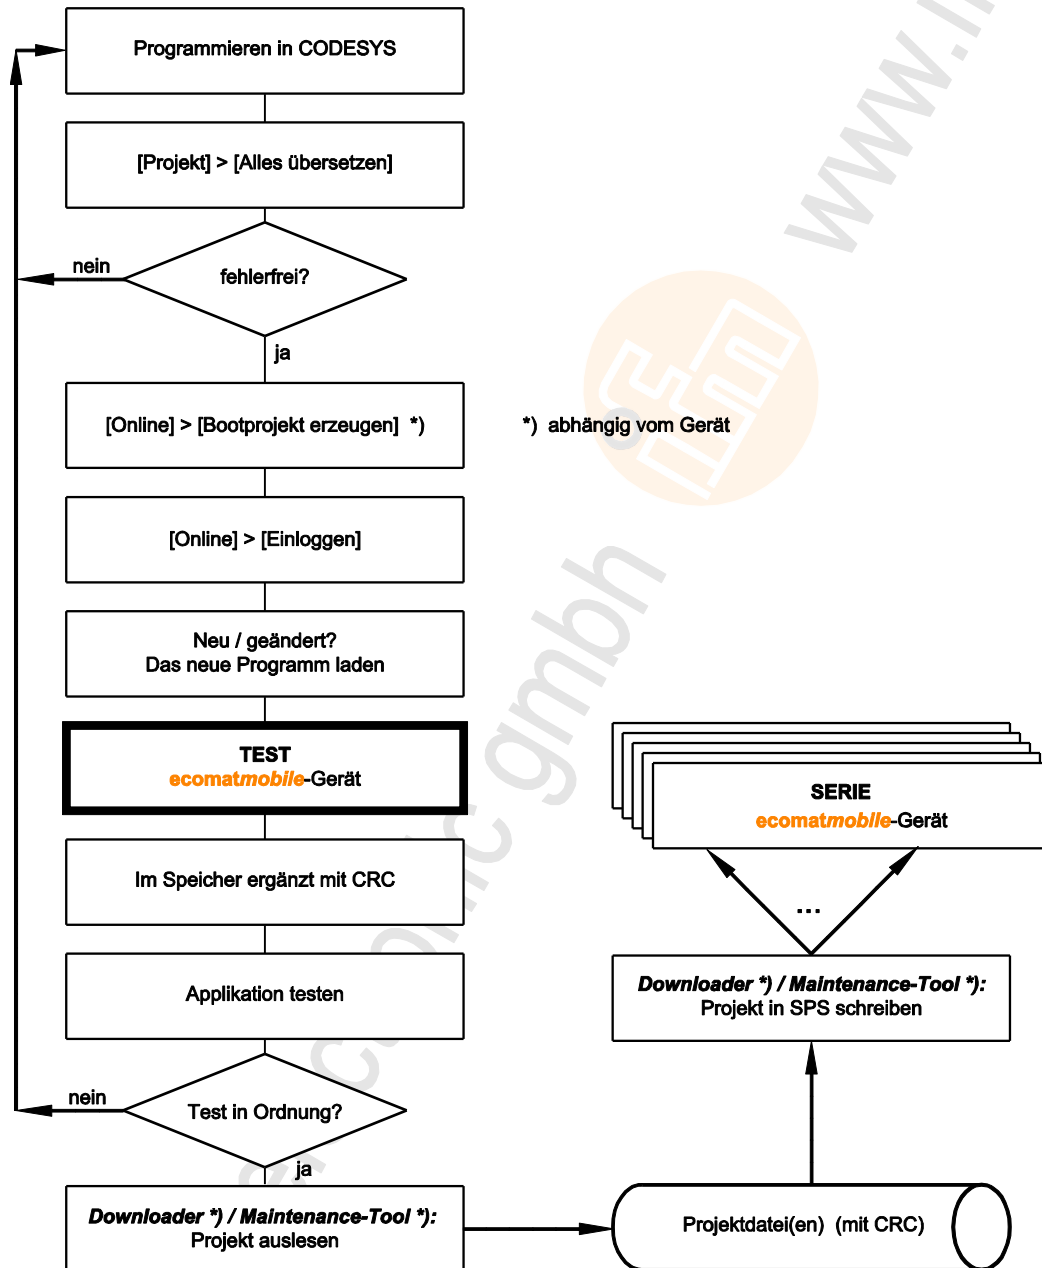 Programmieren in CODESYS
[Projekt] > [Alles übersetzen]
nein
fehlerfrei?
ja
[Online] > [Bootprojekt erzeugen] *)
*) abhängig vom Gerät
[Online] > [Einloggen]
Neu / geändert?
Das neue Programm laden
TEST
ecomatmobile-Gerät
Im Speicher ergänzt mit CRC
Applikation testen
nein
Test in Ordnung?
ja
Downloader *) / Maintenance-Tool *):
Projekt auslesen
Projektdatei(en) (mit CRC)
Downloader *) / Maintenance-Tool *):
Projekt in SPS schreiben
...
SERIE
ecomatmobile-Gerät
www.
gmbh
ifm